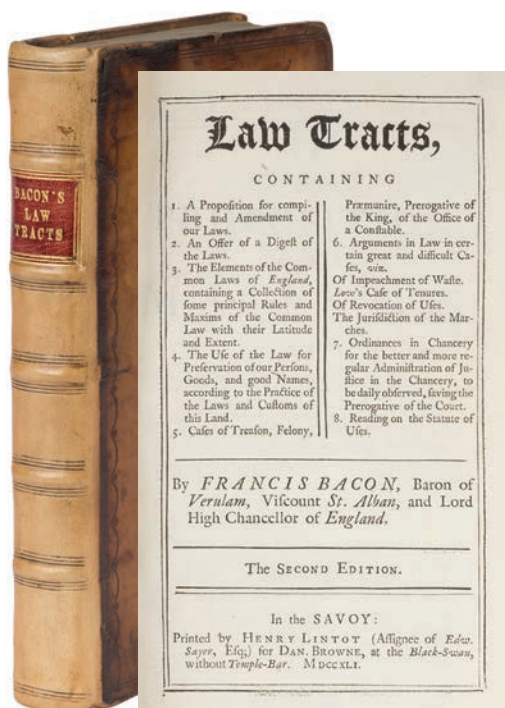 BACON'S
LAW
TRACTS
Law Tracts,
CONTAINING
1. A Propoſition for compi-
ling and Amendment of
our Laws.
2. An Offer of a Digeſt of
the Laws.
3. The Elements of the Com-
mon Laws of England,
containing a Collection of
ſome principal Rules and
Maxims of the Common
Law with their Latitude
and Extent.
4. The Uſe of the Law for
Preſervation of our Perſons,
Goods, and good Names,
according to the Practice of
the Laws and Cuſtoms of
this Land.
5. Caſes of Treaſon, Felony,
Præmunire, Prerogative of
the King, of the Office of
a Conſtable.
6. Arguments in Law in cer-
tain great and difficult Ca-
ſes, viz.
Of Impeachment of Waſte.
Low's Caſe of Tenures.
Of Revocation of Uſes.
The Juriſdiction of the Mar-
ches.
7. Ordinances in Chancery
for the better and more re-
gular Adminiſtration of Ju-
ſtice in the Chancery, to
be daily obſerved, ſaving the
Prerogative of the Court.
8. Reading on the Statute of
Uſes.
By FRANCIS BACON, Baron of
Verulam, Viſcount St. Alban, and Lord
High Chancellor of England.
The SECOND EDITION.
In the SAVOY:
Printed by HENRY LINTOT (Aſſignee of Edw.
Sayer, Eſq;) for DAN. BROWNE, at the Black-Swan,
without Temple-Bar. MDCCXLI.